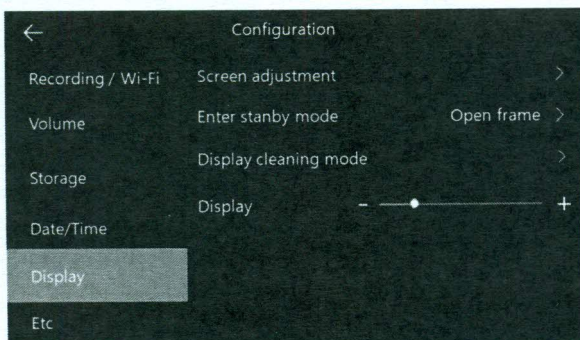 Configuration
Recording / Wi-Fi
Volume
Storage
Date/Time
Display
Etc
Screen adjustment
Enter stanby mode Open frame
Display cleaning mode
Display - +